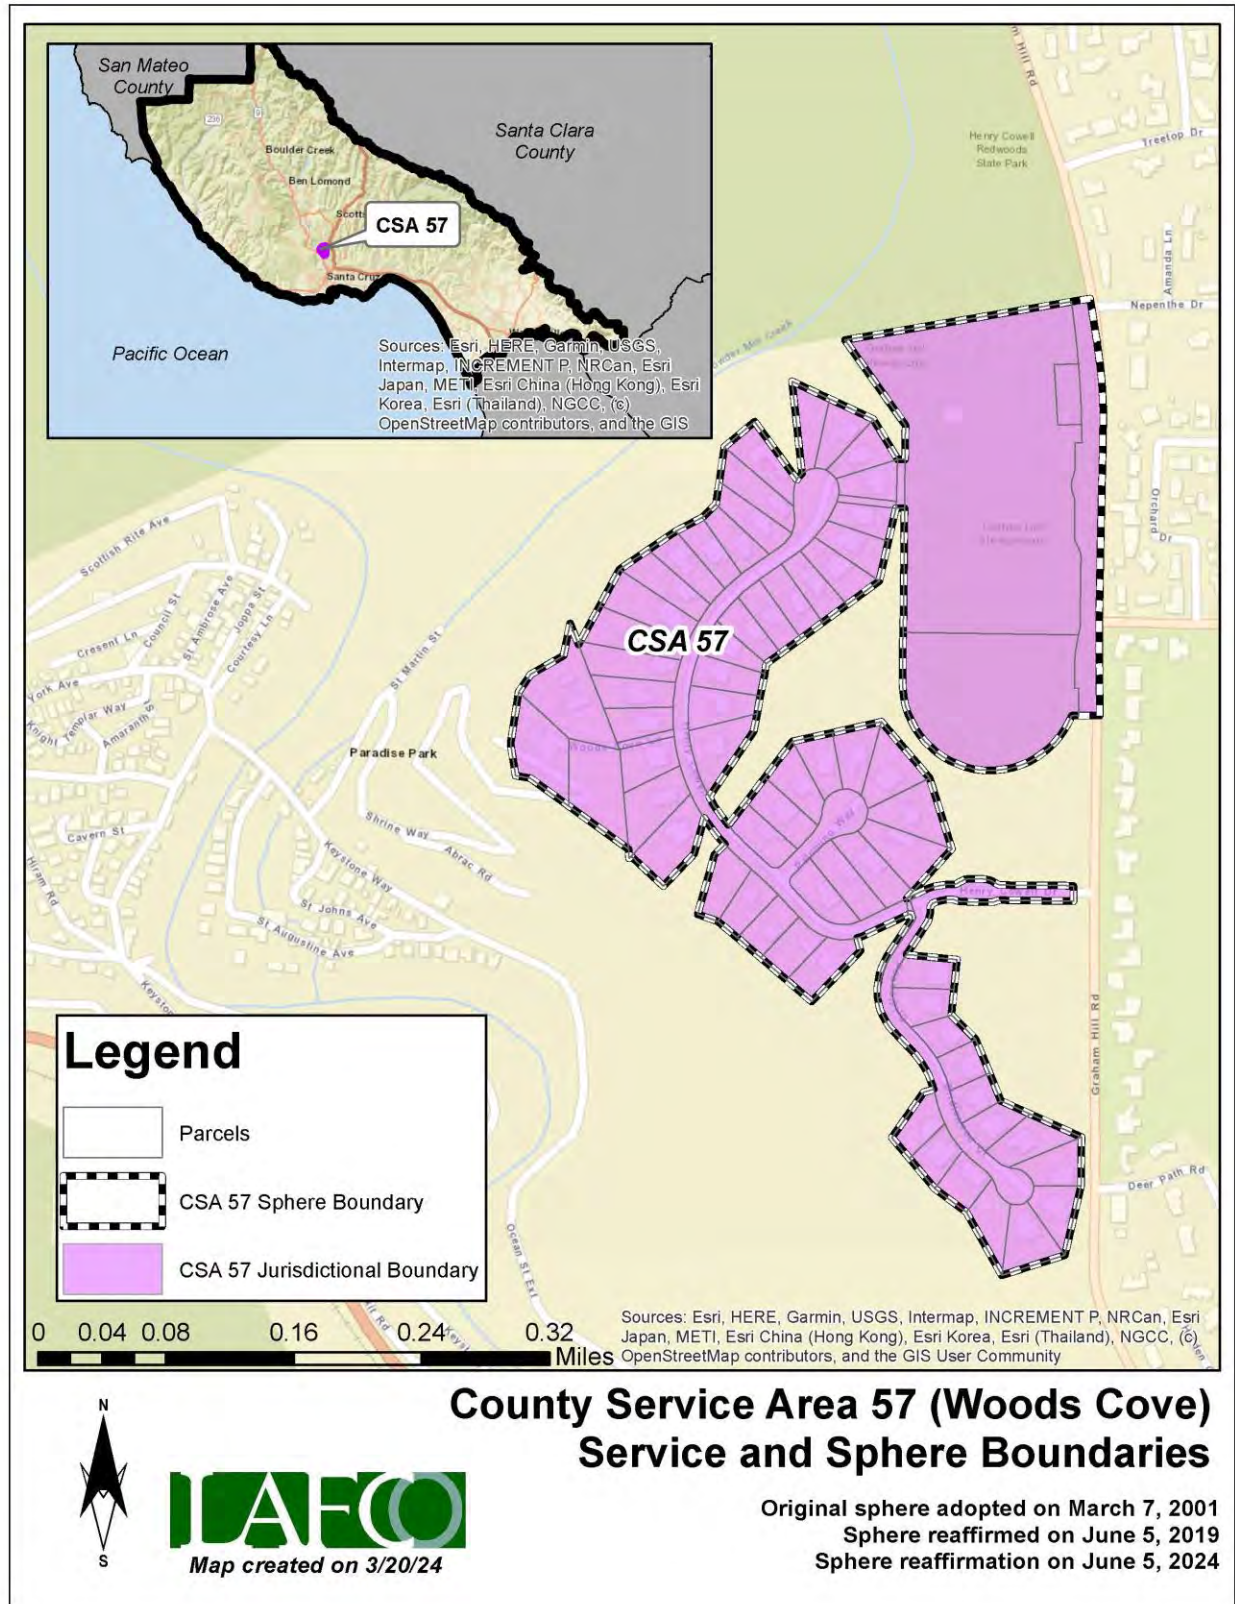 San Mateo
County
Santa Clara
County
236
9
Boulder Creek
Ben Lomond
CSA 57
Santa Cruz
Pacific Ocean
Sources: Esri, HERE, Garmin, USGS,
Intermap, INCREMENT P, NRCan, Esri
Japan, METI, Esri China (Hong Kong), Esri
Korea, Esri (Thailand), NGCC, (c)
OpenStreetMap contributors, and the GIS
Hill Rd
Henry Cowell
Redwoods
State Park
Treetop Dr
Amanda Ln
Nepenthe Dr
Orchard Dr
Mill Creek
Scottish Rite Ave
Cresent Ln
Council St
St Ambrose Ave
Joppa St
Courtesy Ln
York Ave
Knight Templar Way
Amaranth St
St Martin St
Paradise Park
Shrine Way
Abrac Rd
Cavern St
Hiram Rd
Keystone Way
St Johns Ave
St Augustine Ave
CSA 57
Henry Cowell Dr
Graham Hill Rd
Deer Path Rd
Ocean St Ext
Legend
Parcels
CSA 57 Sphere Boundary
CSA 57 Jurisdictional Boundary
0 0.04 0.08 0.16 0.24 0.32
Miles
Sources: Esri, HERE, Garmin, USGS, Intermap, INCREMENT P, NRCan, Esri
Japan, METI, Esri China (Hong Kong), Esri Korea, Esri (Thailand), NGCC, (c)
OpenStreetMap contributors, and the GIS User Community
N
S
LAFCO
Map created on 3/20/24
County Service Area 57 (Woods Cove)
Service and Sphere Boundaries
Original sphere adopted on March 7, 2001
Sphere reaffirmed on June 5, 2019
Sphere reaffirmation on June 5, 2024